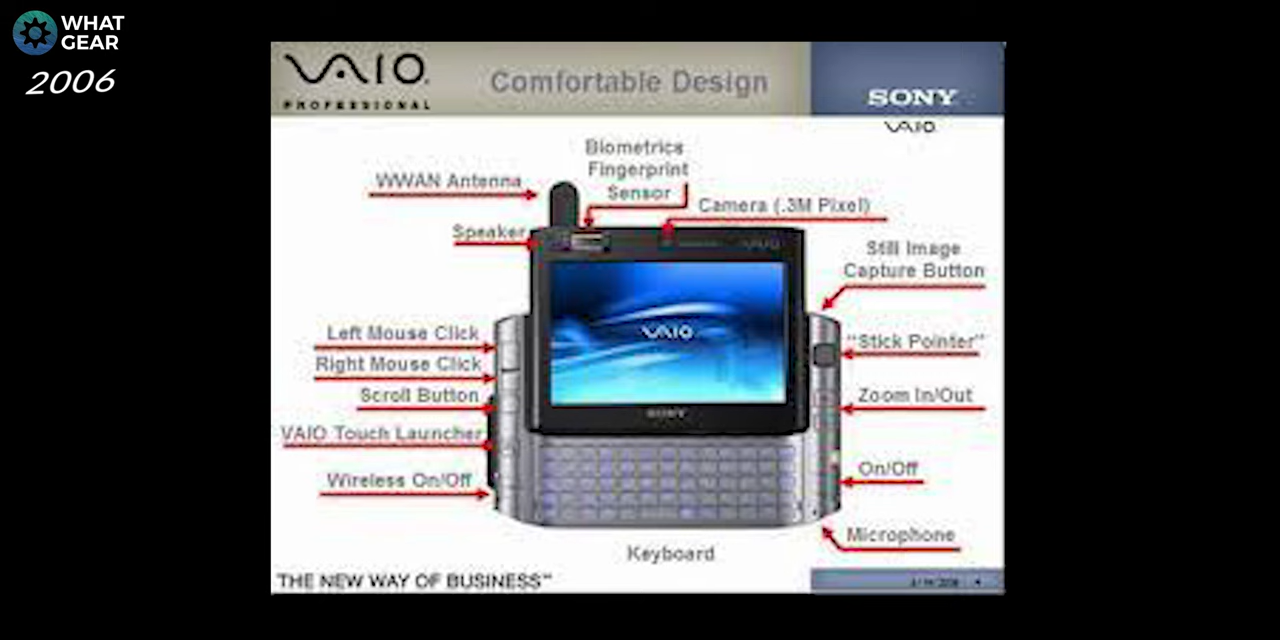 WHAT
GEAR
2006
VAIO
PROFESSIONAL
Comfortable Design
SONY
VAIO
Biometrics
Fingerprint
Sensor
WWAN Antenna
Camera (.3M Pixel)
Speaker
VAIO
Still Image
Capture Button
Left Mouse Click
VAIO
"Stick Pointer"
Right Mouse Click
Scroll Button
Zoom In/Out
SONY
VAIO Touch Launcher
On/Off
Wireless On/Off
Microphone
Keyboard
THE NEW WAY OF BUSINESS™